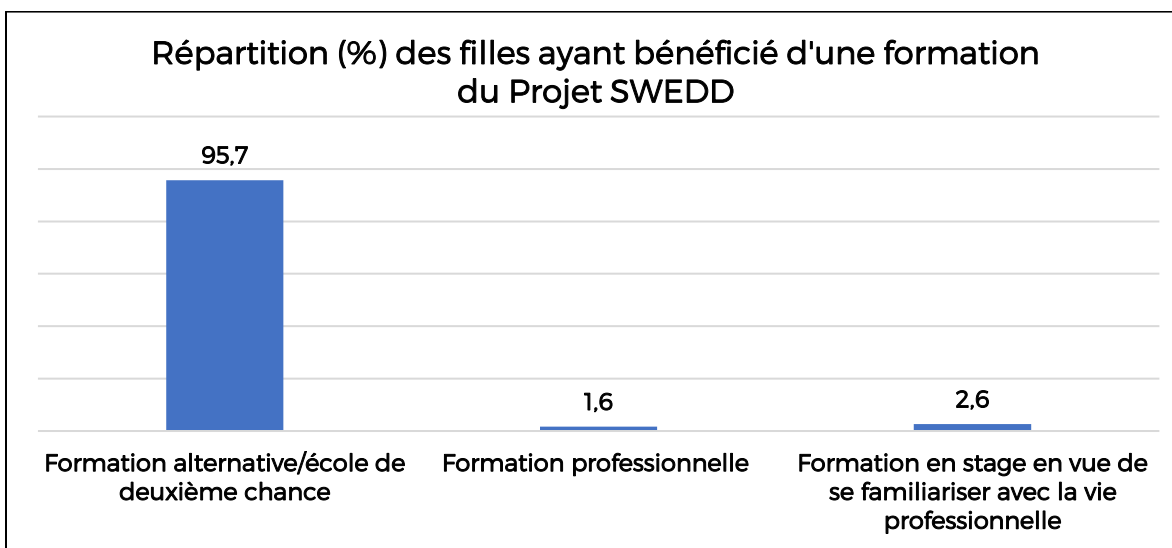 Répartition (%) des filles ayant bénéficié d'une formation
du Projet SWEDD
95,7
1,6
2,6
Formation alternative/école de
deuxième chance
Formation professionnelle
Formation en stage en vue de
se familiariser avec la vie
professionnelle